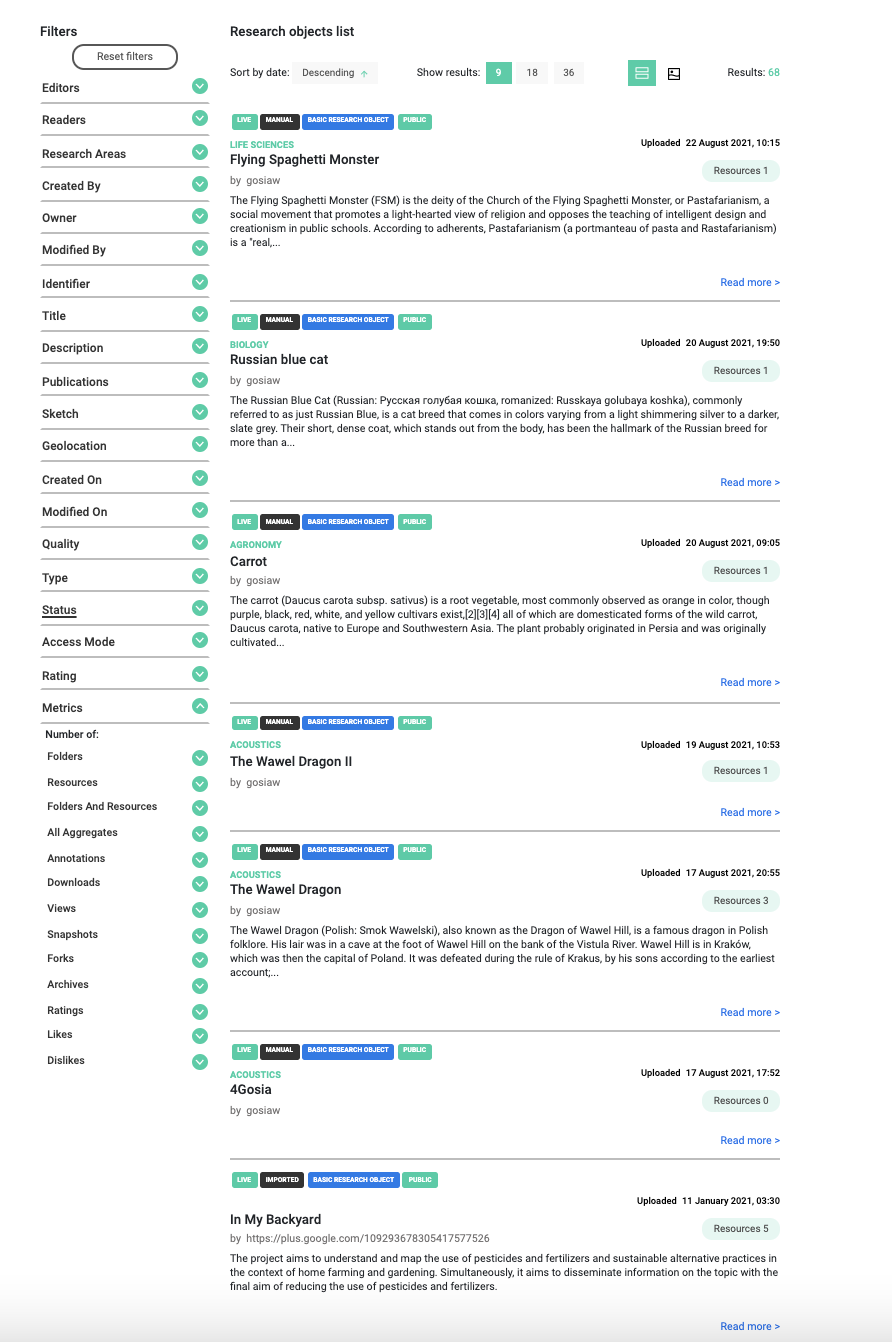 Filters
Reset filters
Editors
Readers
Research Areas
Created By
Owner
Modified By
Identifier
Title
Description
Publications
Sketch
Geolocation
Created On
Modified On
Quality
Type
Status
Access Mode
Rating
Metrics
Number of:
Folders
Resources
Folders And Resources
All Aggregates
Annotations
Downloads
Views
Snapshots
Forks
Archives
Ratings
Likes
Dislikes
Research objects list
Sort by date: Descending Show results: 9 18 36 Results: 68
LIVE MANUAL BASIC RESEARCH OBJECT PUBLIC
LIFE SCIENCES Uploaded 22 August 2021, 10:15
Flying Spaghetti Monster
Resources 1
by gosiaw
The Flying Spaghetti Monster (FSM) is the deity of the Church of the Flying Spaghetti Monster, or Pastafarianism, a
social movement that promotes a light-hearted view of religion and opposes the teaching of intelligent design and
creationism in public schools. According to adherents, Pastafarianism (a portmanteau of pasta and Rastafarianism)
is a "real,...
Read more >
LIVE MANUAL BASIC RESEARCH OBJECT PUBLIC
BIOLOGY Uploaded 20 August 2021, 19:50
Russian blue cat
Resources 1
by gosiaw
The Russian Blue Cat (Russian: Русская голубая кошка, romanized: Russkaya golubaya koshka), commonly
referred to as just Russian Blue, is a cat breed that comes in colors varying from a light shimmering silver to a darker,
slate grey. Their short, dense coat, which stands out from the body, has been the hallmark of the Russian breed for
more than a...
Read more >
LIVE MANUAL BASIC RESEARCH OBJECT PUBLIC
AGRONOMY Uploaded 20 August 2021, 09:05
Carrot
Resources 1
by gosiaw
The carrot (Daucus carota subsp. sativus) is a root vegetable, most commonly observed as orange in color, though
purple, black, red, white, and yellow cultivars exist,[2][3][4] all of which are domesticated forms of the wild carrot,
Daucus carota, native to Europe and Southwestern Asia. The plant probably originated in Persia and was originally
cultivated...
Read more >
LIVE MANUAL BASIC RESEARCH OBJECT PUBLIC
ACOUSTICS Uploaded 19 August 2021, 10:53
The Wawel Dragon II
Resources 1
by gosiaw
Read more >
LIVE MANUAL BASIC RESEARCH OBJECT PUBLIC
ACOUSTICS Uploaded 17 August 2021, 20:55
The Wawel Dragon
Resources 3
by gosiaw
The Wawel Dragon (Polish: Smok Wawelski), also known as the Dragon of Wawel Hill, is a famous dragon in Polish
folklore. His lair was in a cave at the foot of Wawel Hill on the bank of the Vistula River. Wawel Hill is in Kraków,
which was then the capital of Poland. It was defeated during the rule of Krakus, by his sons according to the earliest
account;...
Read more >
LIVE MANUAL BASIC RESEARCH OBJECT PUBLIC
ACOUSTICS Uploaded 17 August 2021, 17:52
4Gosia
Resources 0
by gosiaw
Read more >
LIVE IMPORTED BASIC RESEARCH OBJECT PUBLIC
Uploaded 11 January 2021, 03:30
In My Backyard
Resources 5
by https://plus.google.com/109293678305417577526
The project aims to understand and map the use of pesticides and fertilizers and sustainable alternative practices in
the context of home farming and gardening. Simultaneously, it aims to disseminate information on the topic with the
final aim of reducing the use of pesticides and fertilizers.
Read more >